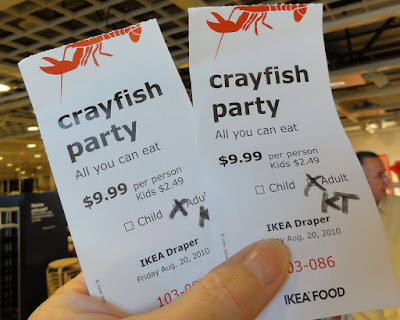 crayfish
party
All you can eat
$9.99 per person
Kids $2.49
Child Adult
IKEA Draper
Friday Aug. 20, 2010
crayfish
party
All you can eat
$9.99 per person
Kids $2.49
Child Adult
KT
IKEA Draper
Fri Aug. 20, 2010
03-086
IKEA FOOD